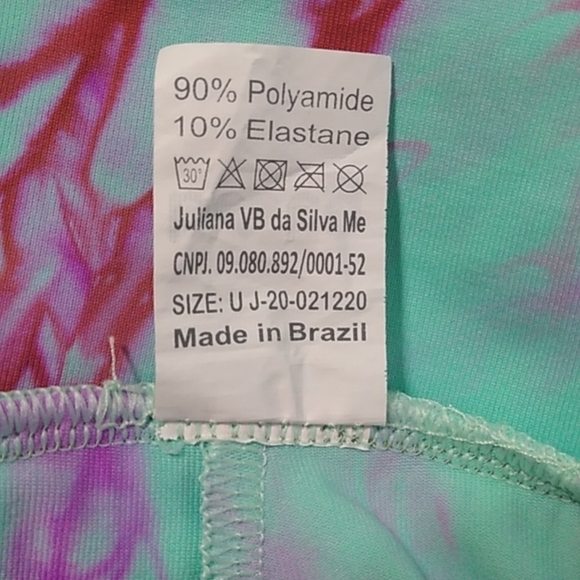 90% Polyamide
10% Elastane
30°
Juliana VB da Silva Me
CNPJ. 09.080.892/0001-52
SIZE: U J-20-021220
Made in Brazil